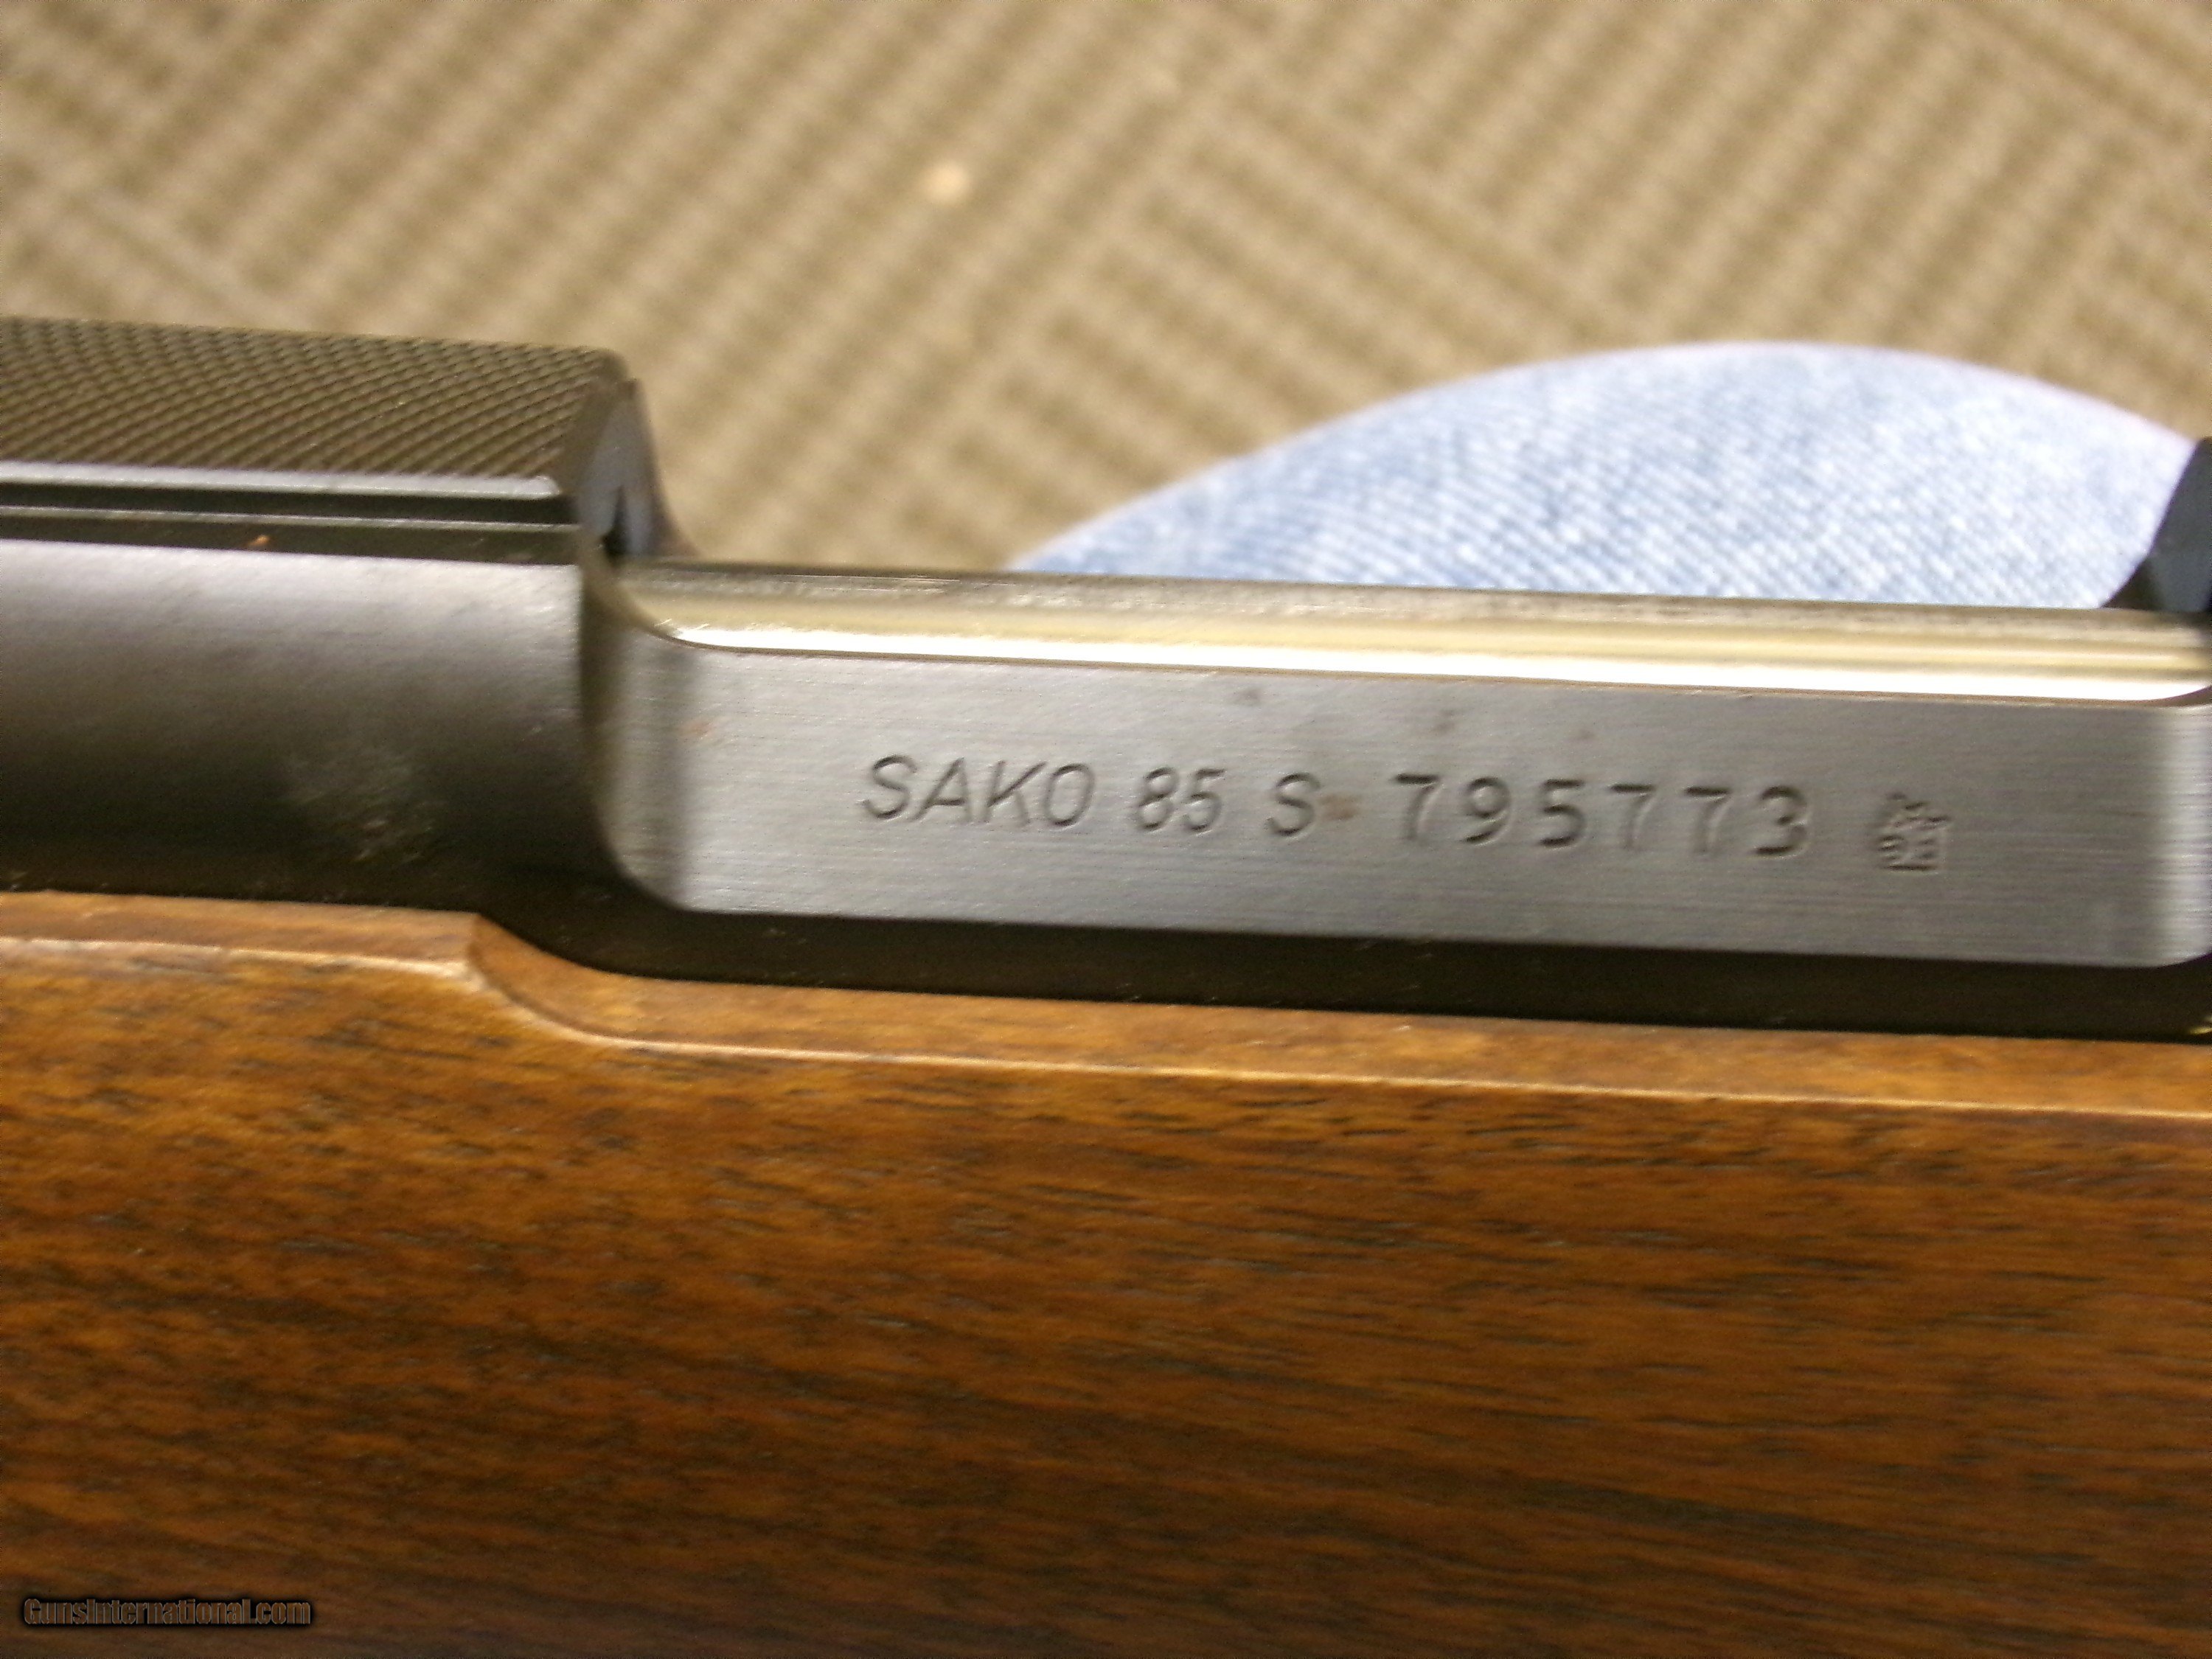 SAKO 85 S 795773
GunsInternational.com